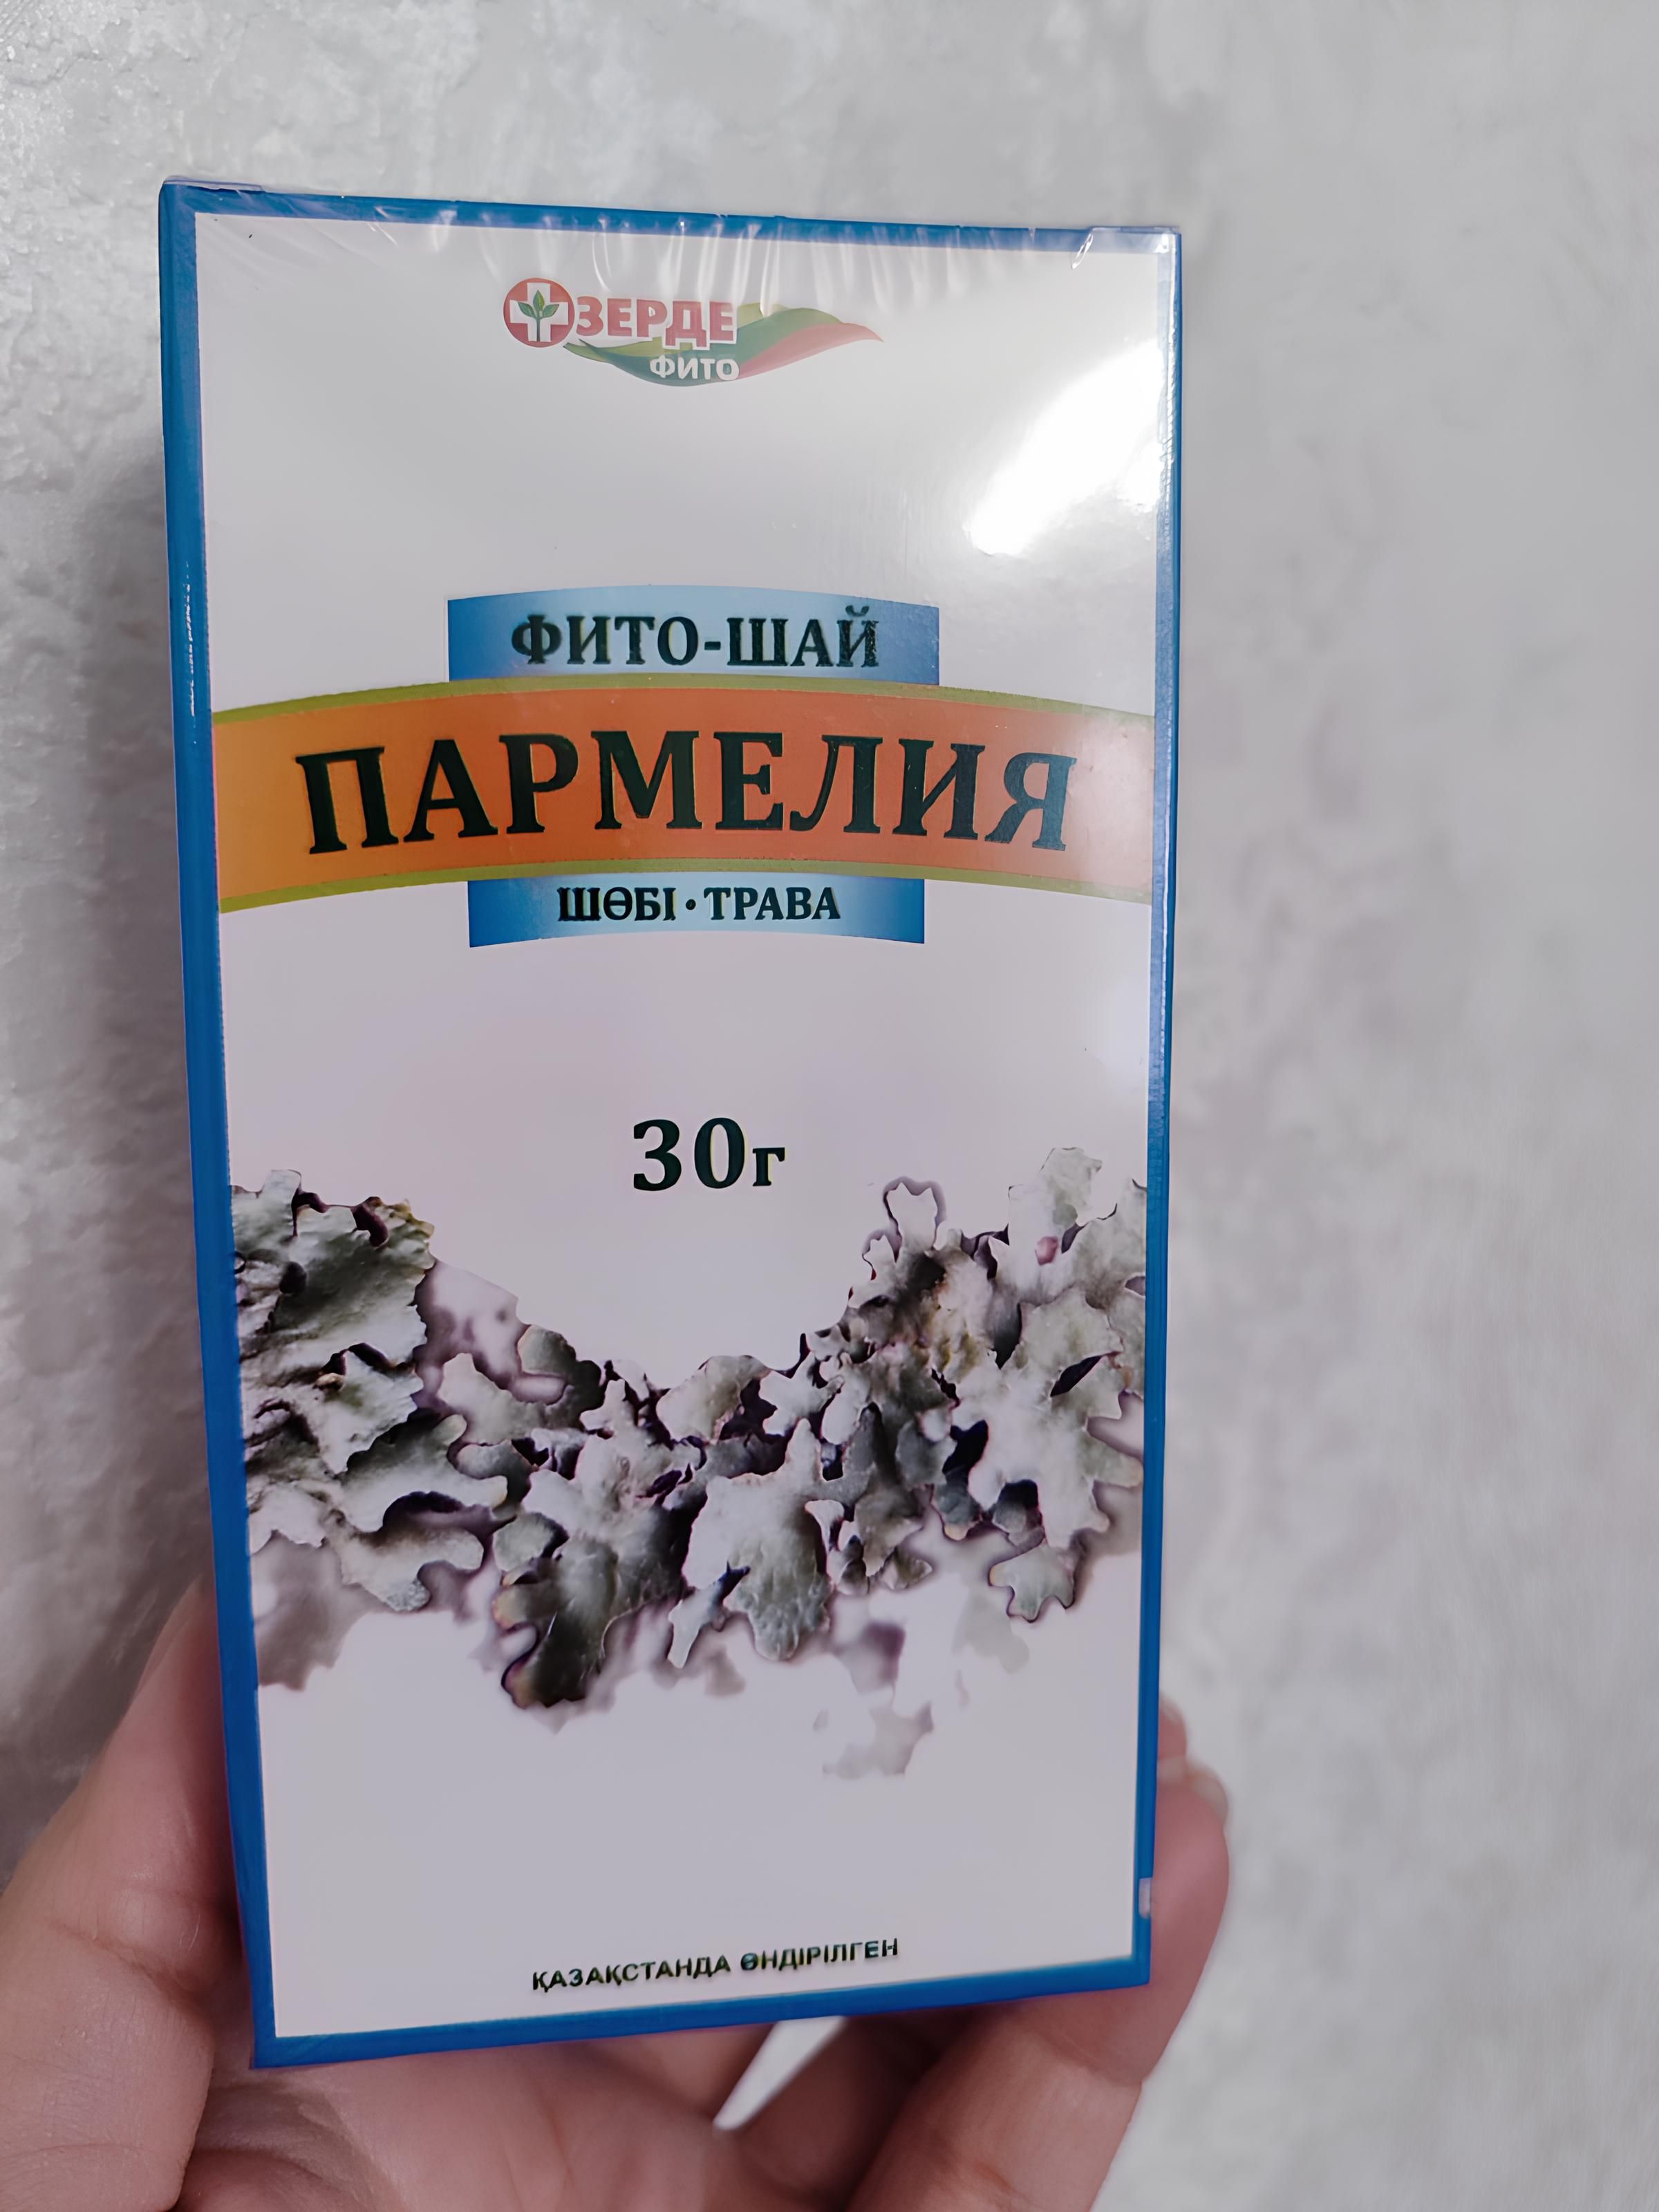 ЗЕРДЕ
ФИТО
ФИТО-ШАЙ
ПАРМЕЛИЯ
ШӨБІ • ТРАВА
30г
ҚАЗАҚСТАНДА ӨНДІРІЛГЕН